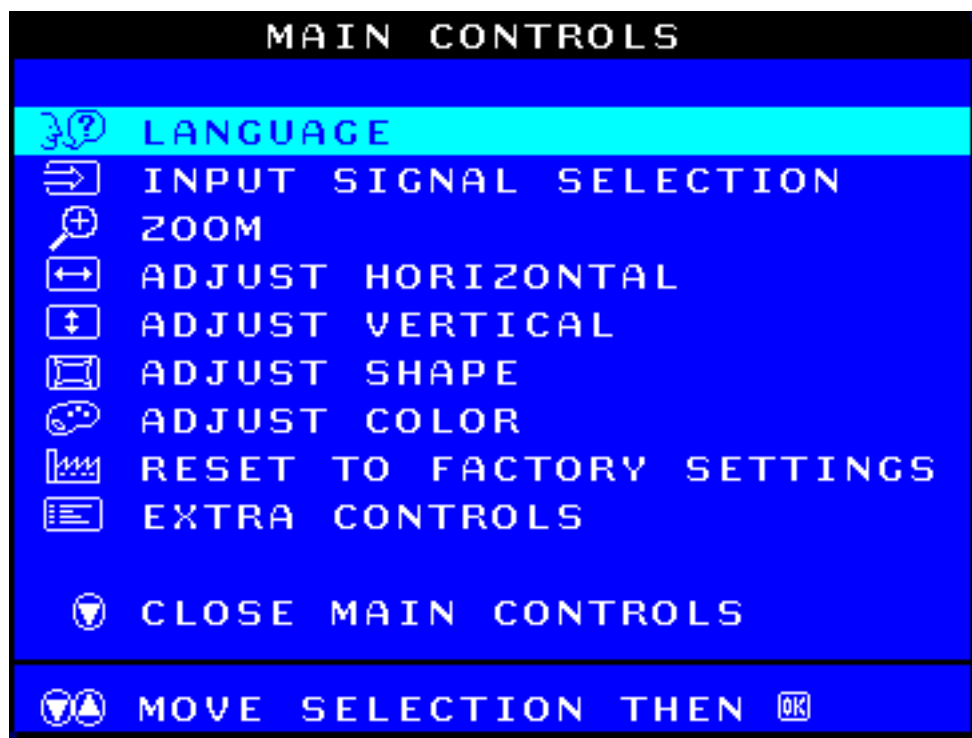 MAIN CONTROLS
LANGUAGE
INPUT SIGNAL SELECTION
ZOOM
ADJUST HORIZONTAL
ADJUST VERTICAL
ADJUST SHAPE
ADJUST COLOR
RESET TO FACTORY SETTINGS
EXTRA CONTROLS
CLOSE MAIN CONTROLS
MOVE SELECTION THEN OK